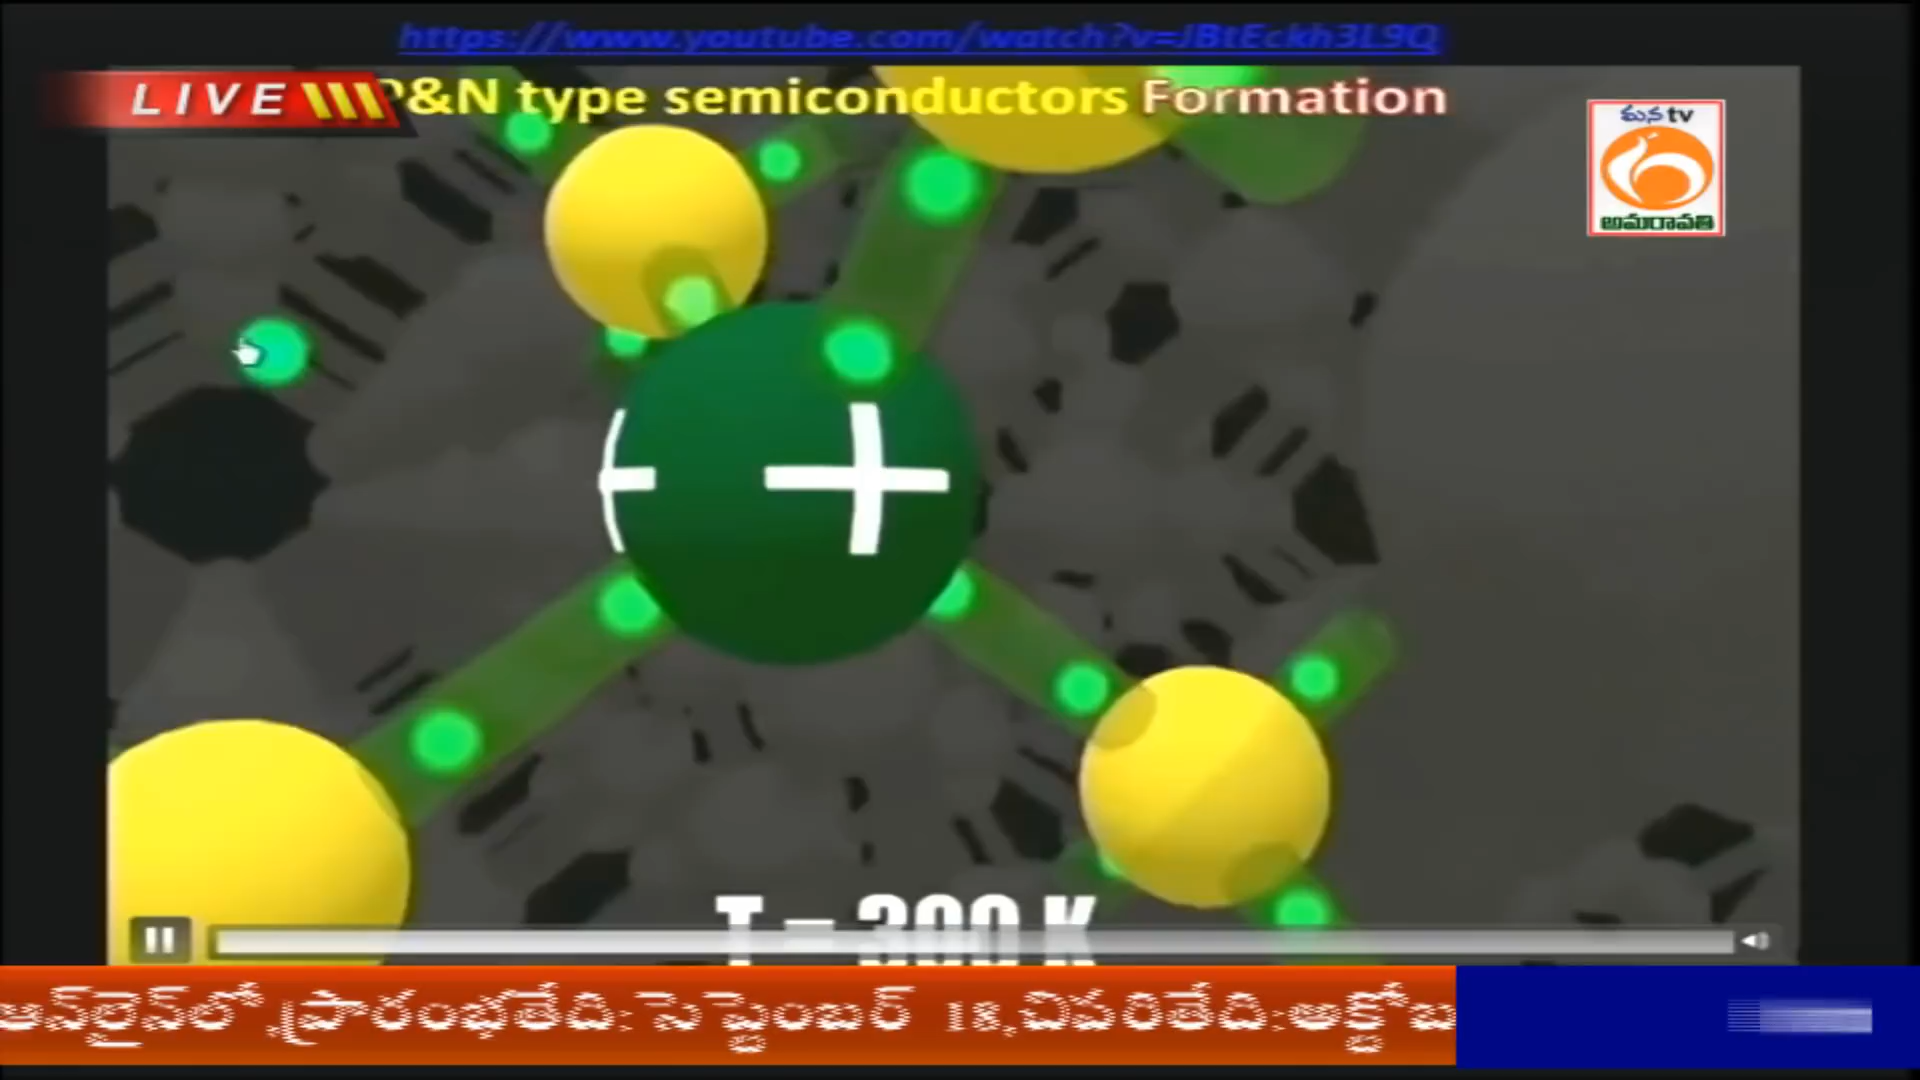 https://www.youtube.com/watch?v=JBtEckh3L9Q
LIVE
P&N type semiconductors Formation
మన tv
అమరావతి
+
T = 300 K
ఆన్‌లైన్‌లో ప్రారంభతేది: సెప్టెంబర్ 18,చివరితేది:అక్టోబ